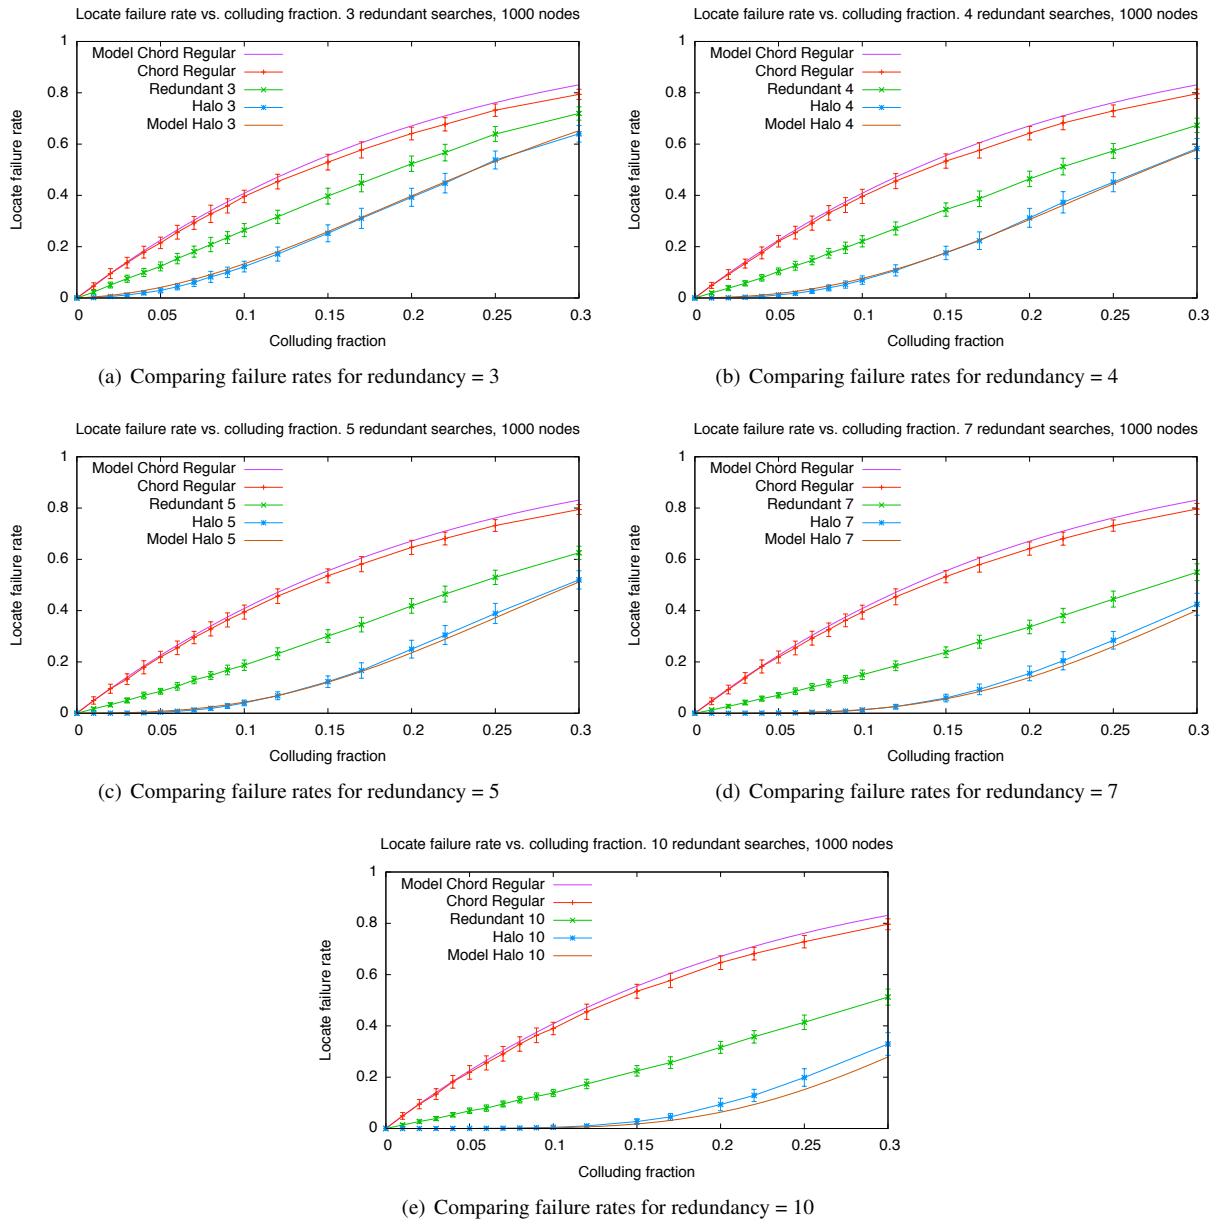 Locate failure rate vs. colluding fraction. 3 redundant searches, 1000 nodes
Locate failure rate
1
0.8
0.6
0.4
0.2
0
Model Chord Regular
Chord Regular
Redundant 3
Halo 3
Model Halo 3
0 0.05 0.1 0.15 0.2 0.25 0.3
Colluding fraction
(a) Comparing failure rates for redundancy = 3
Locate failure rate vs. colluding fraction. 4 redundant searches, 1000 nodes
Locate failure rate
1
0.8
0.6
0.4
0.2
0
Model Chord Regular
Chord Regular
Redundant 4
Halo 4
Model Halo 4
0 0.05 0.1 0.15 0.2 0.25 0.3
Colluding fraction
(b) Comparing failure rates for redundancy = 4
Locate failure rate vs. colluding fraction. 5 redundant searches, 1000 nodes
Locate failure rate
1
0.8
0.6
0.4
0.2
0
Model Chord Regular
Chord Regular
Redundant 5
Halo 5
Model Halo 5
0 0.05 0.1 0.15 0.2 0.25 0.3
Colluding fraction
(c) Comparing failure rates for redundancy = 5
Locate failure rate vs. colluding fraction. 7 redundant searches, 1000 nodes
Locate failure rate
1
0.8
0.6
0.4
0.2
0
Model Chord Regular
Chord Regular
Redundant 7
Halo 7
Model Halo 7
0 0.05 0.1 0.15 0.2 0.25 0.3
Colluding fraction
(d) Comparing failure rates for redundancy = 7
Locate failure rate vs. colluding fraction. 10 redundant searches, 1000 nodes
Locate failure rate
1
0.8
0.6
0.4
0.2
0
Model Chord Regular
Chord Regular
Redundant 10
Halo 10
Model Halo 10
0 0.05 0.1 0.15 0.2 0.25 0.3
Colluding fraction
(e) Comparing failure rates for redundancy = 10